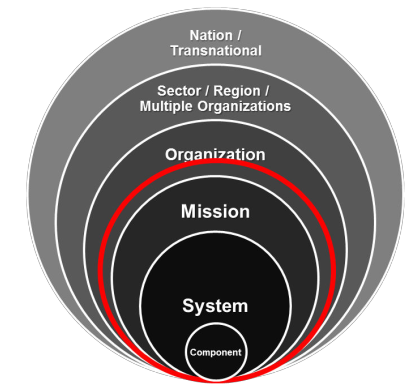 Nation /
Transnational
Sector / Region /
Multiple Organizations
Organization
Mission
System
Component